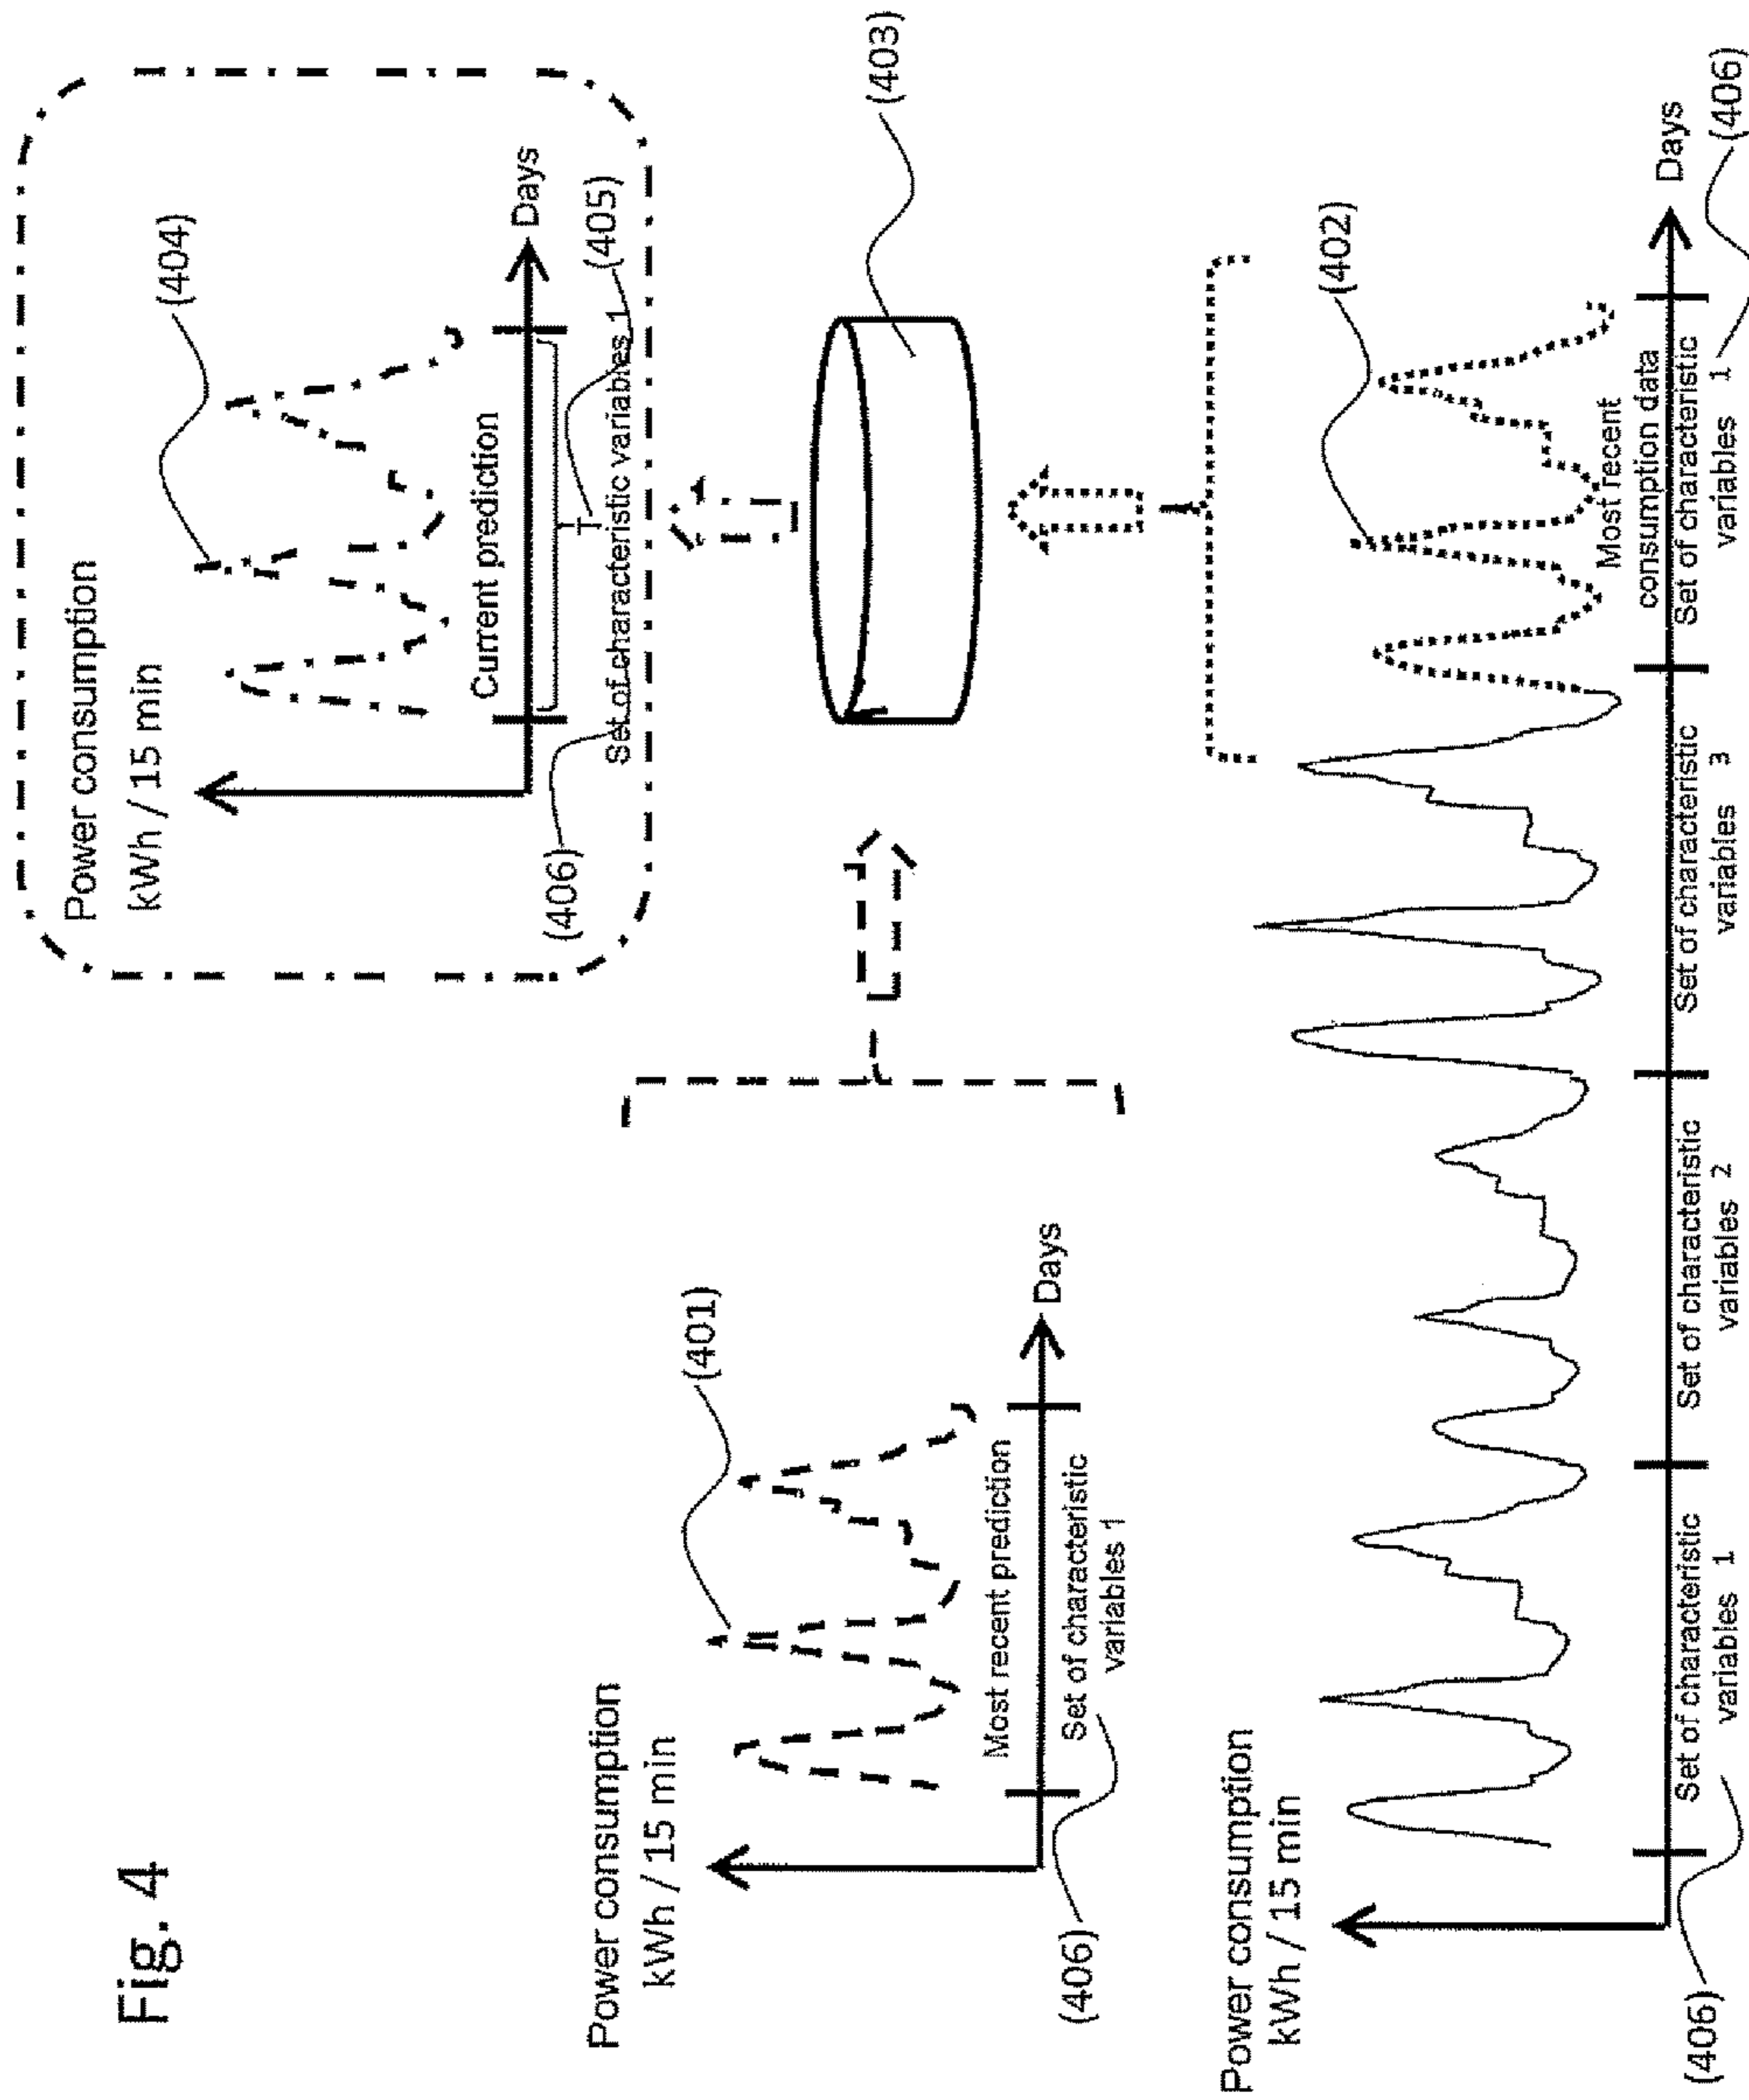 Fig. 4
Power consumption
kWh / 15 min
(404)
Current prediction
Days
T
Set of characteristic variables 1
(405)
(406)
(403)
Power consumption
kWh / 15 min
(401)
Most recent prediction
Days
Set of characteristic
variables 1
(406)
Power consumption
kWh / 15 min
(402)
Most recent
consumption data
Days
Set of characteristic
variables 1
Set of characteristic
variables 2
Set of characteristic
variables 3
Set of characteristic
variables 1
(406)
(406)